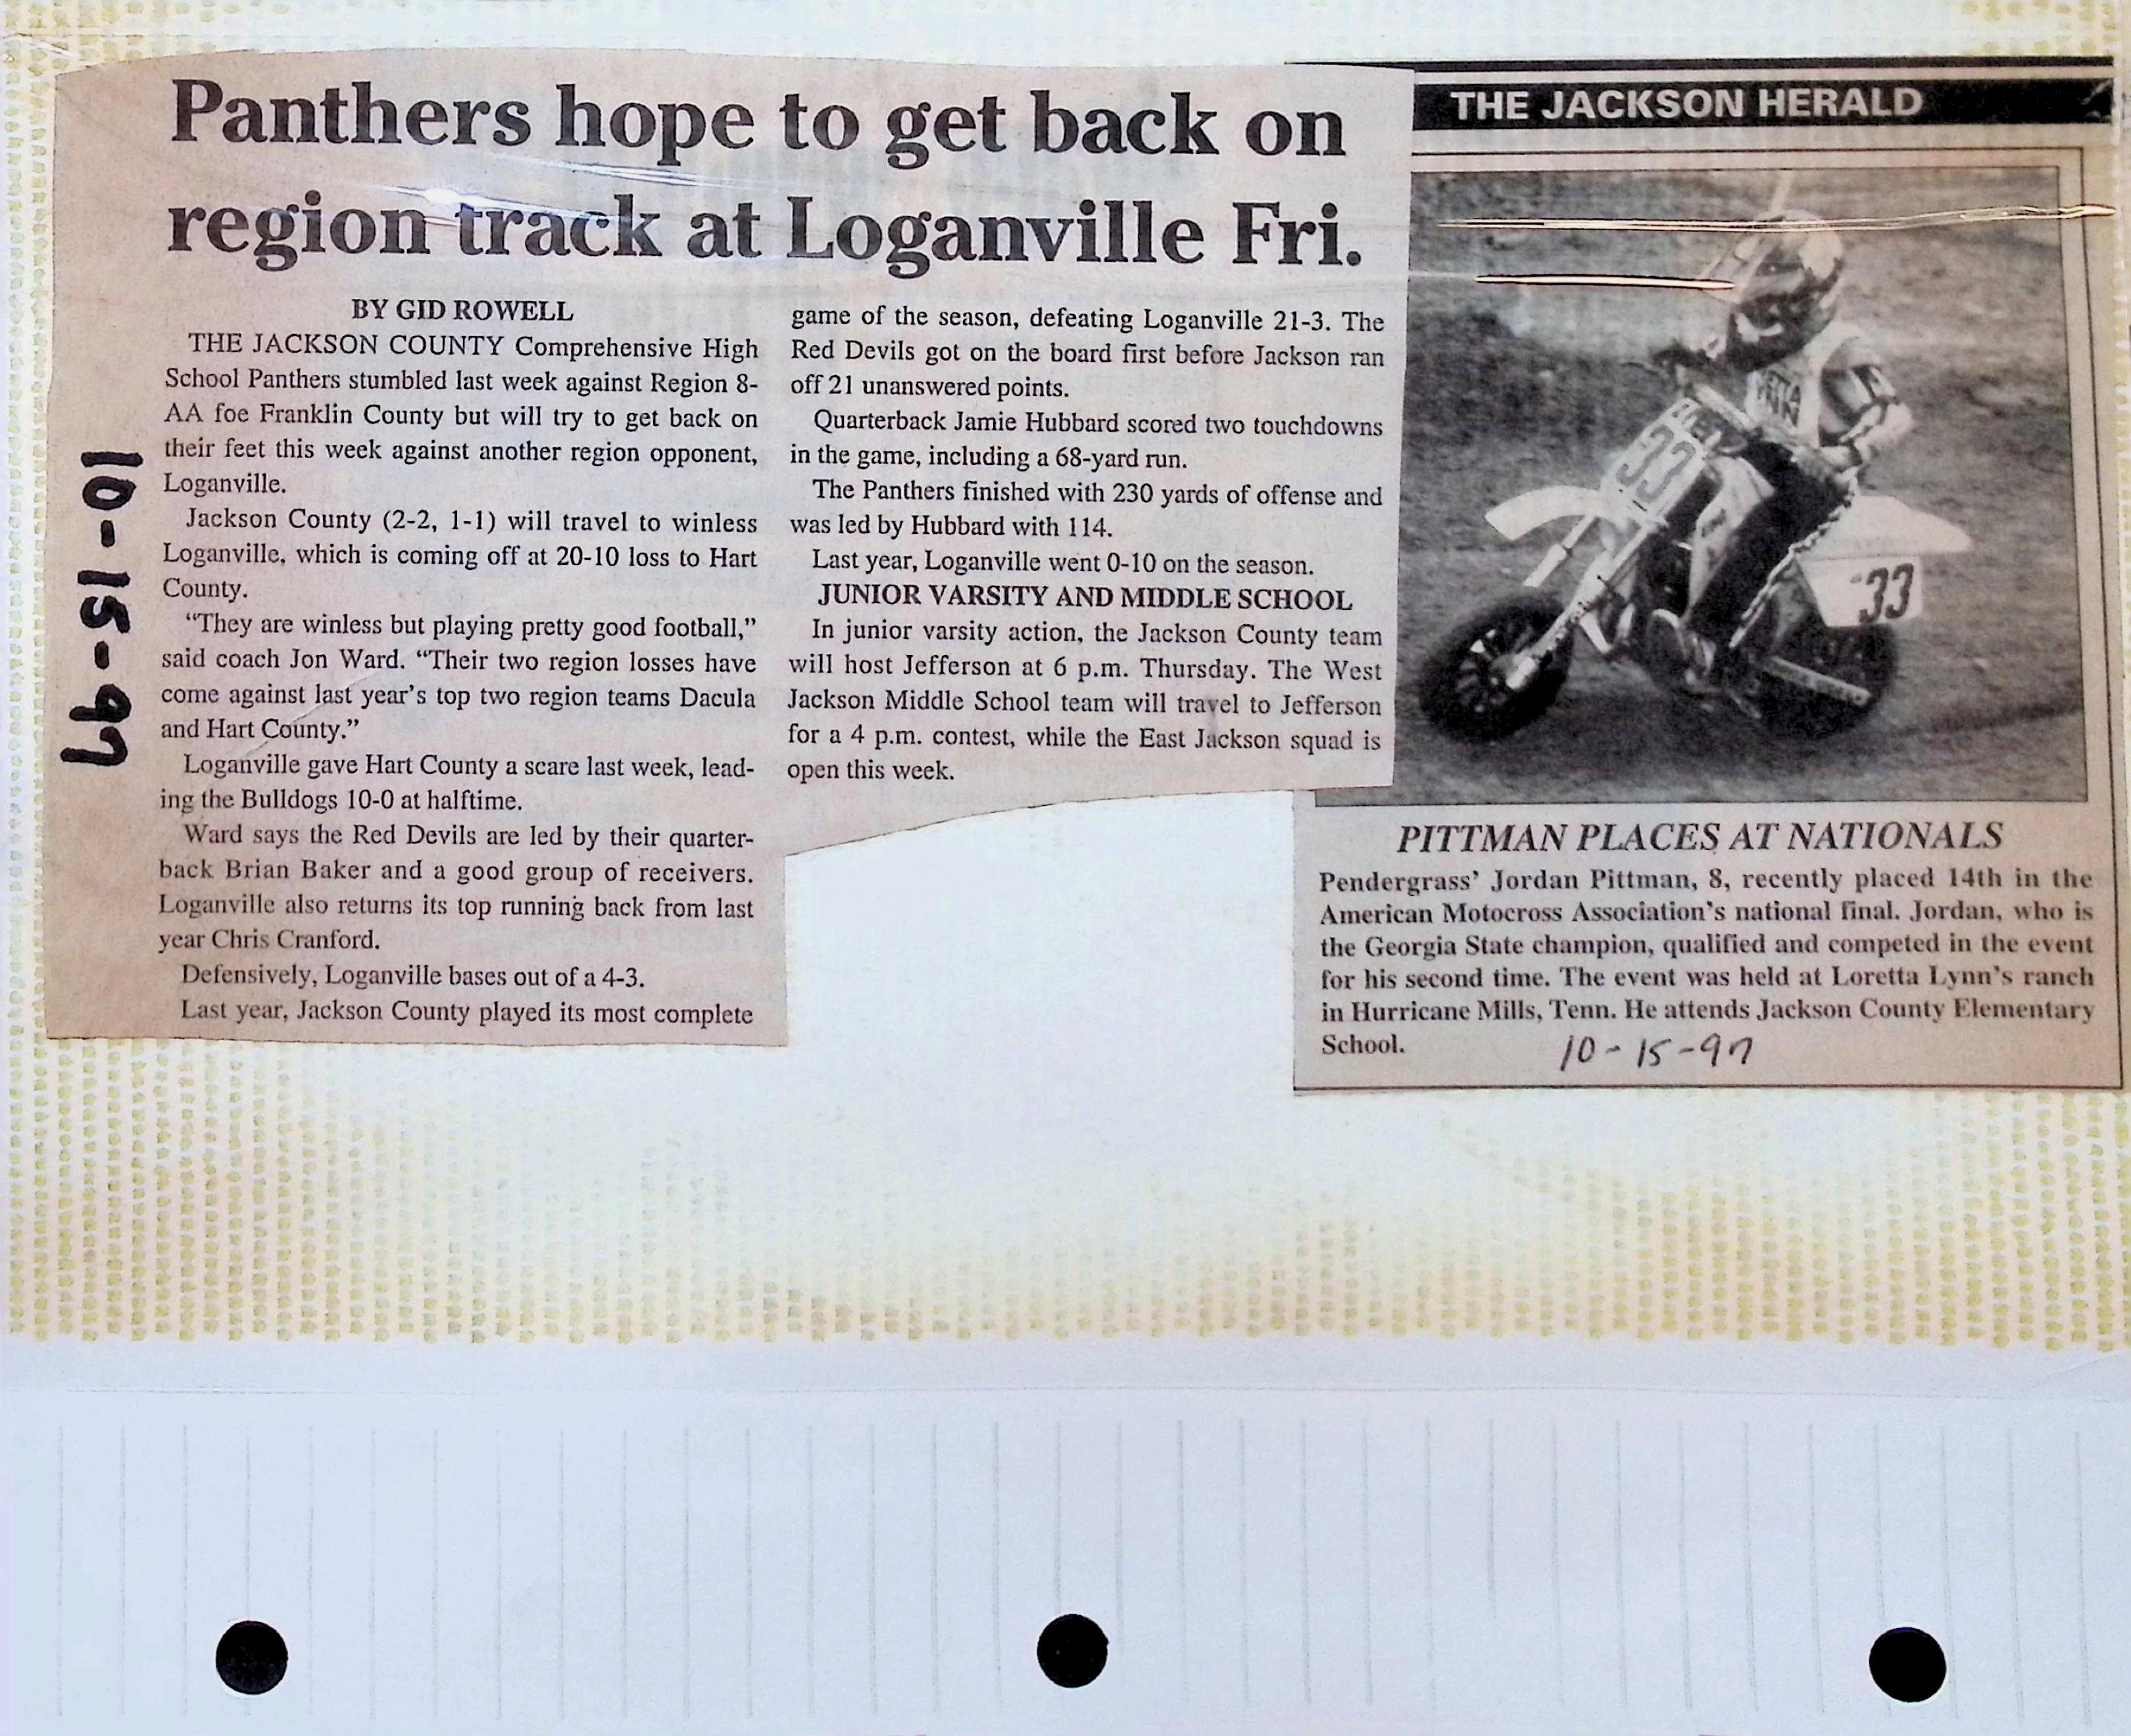 Panthers hope to get back on
region track at Loganville Fri.
10-15-97
BY GID ROWELL
THE JACKSON COUNTY Comprehensive High
School Panthers stumbled last week against Region 8-
AA foe Franklin County but will try to get back on
their feet this week against another region opponent,
Loganville.
Jackson County (2-2, 1-1) will travel to winless
Loganville, which is coming off at 20-10 loss to Hart
County.
“They are winless but playing pretty good football,”
said coach Jon Ward. “Their two region losses have
come against last year’s top two region teams Dacula
and Hart County.”
Loganville gave Hart County a scare last week, lead-
ing the Bulldogs 10-0 at halftime.
Ward says the Red Devils are led by their quarter-
back Brian Baker and a good group of receivers.
Loganville also returns its top running back from last
year Chris Cranford.
Defensively, Loganville bases out of a 4-3.
Last year, Jackson County played its most complete
game of the season, defeating Loganville 21-3. The
Red Devils got on the board first before Jackson ran
off 21 unanswered points.
Quarterback Jamie Hubbard scored two touchdowns
in the game, including a 68-yard run.
The Panthers finished with 230 yards of offense and
was led by Hubbard with 114.
Last year, Loganville went 0-10 on the season.
JUNIOR VARSITY AND MIDDLE SCHOOL
In junior varsity action, the Jackson County team
will host Jefferson at 6 p.m. Thursday. The West
Jackson Middle School team will travel to Jefferson
for a 4 p.m. contest, while the East Jackson squad is
open this week.
THE JACKSON HERALD
33
33
PITTMAN PLACES AT NATIONALS
Pendergrass’ Jordan Pittman, 8, recently placed 14th in the
American Motocross Association’s national final. Jordan, who is
the Georgia State champion, qualified and competed in the event
for his second time. The event was held at Loretta Lynn’s ranch
in Hurricane Mills, Tenn. He attends Jackson County Elementary
School.
10-15-97